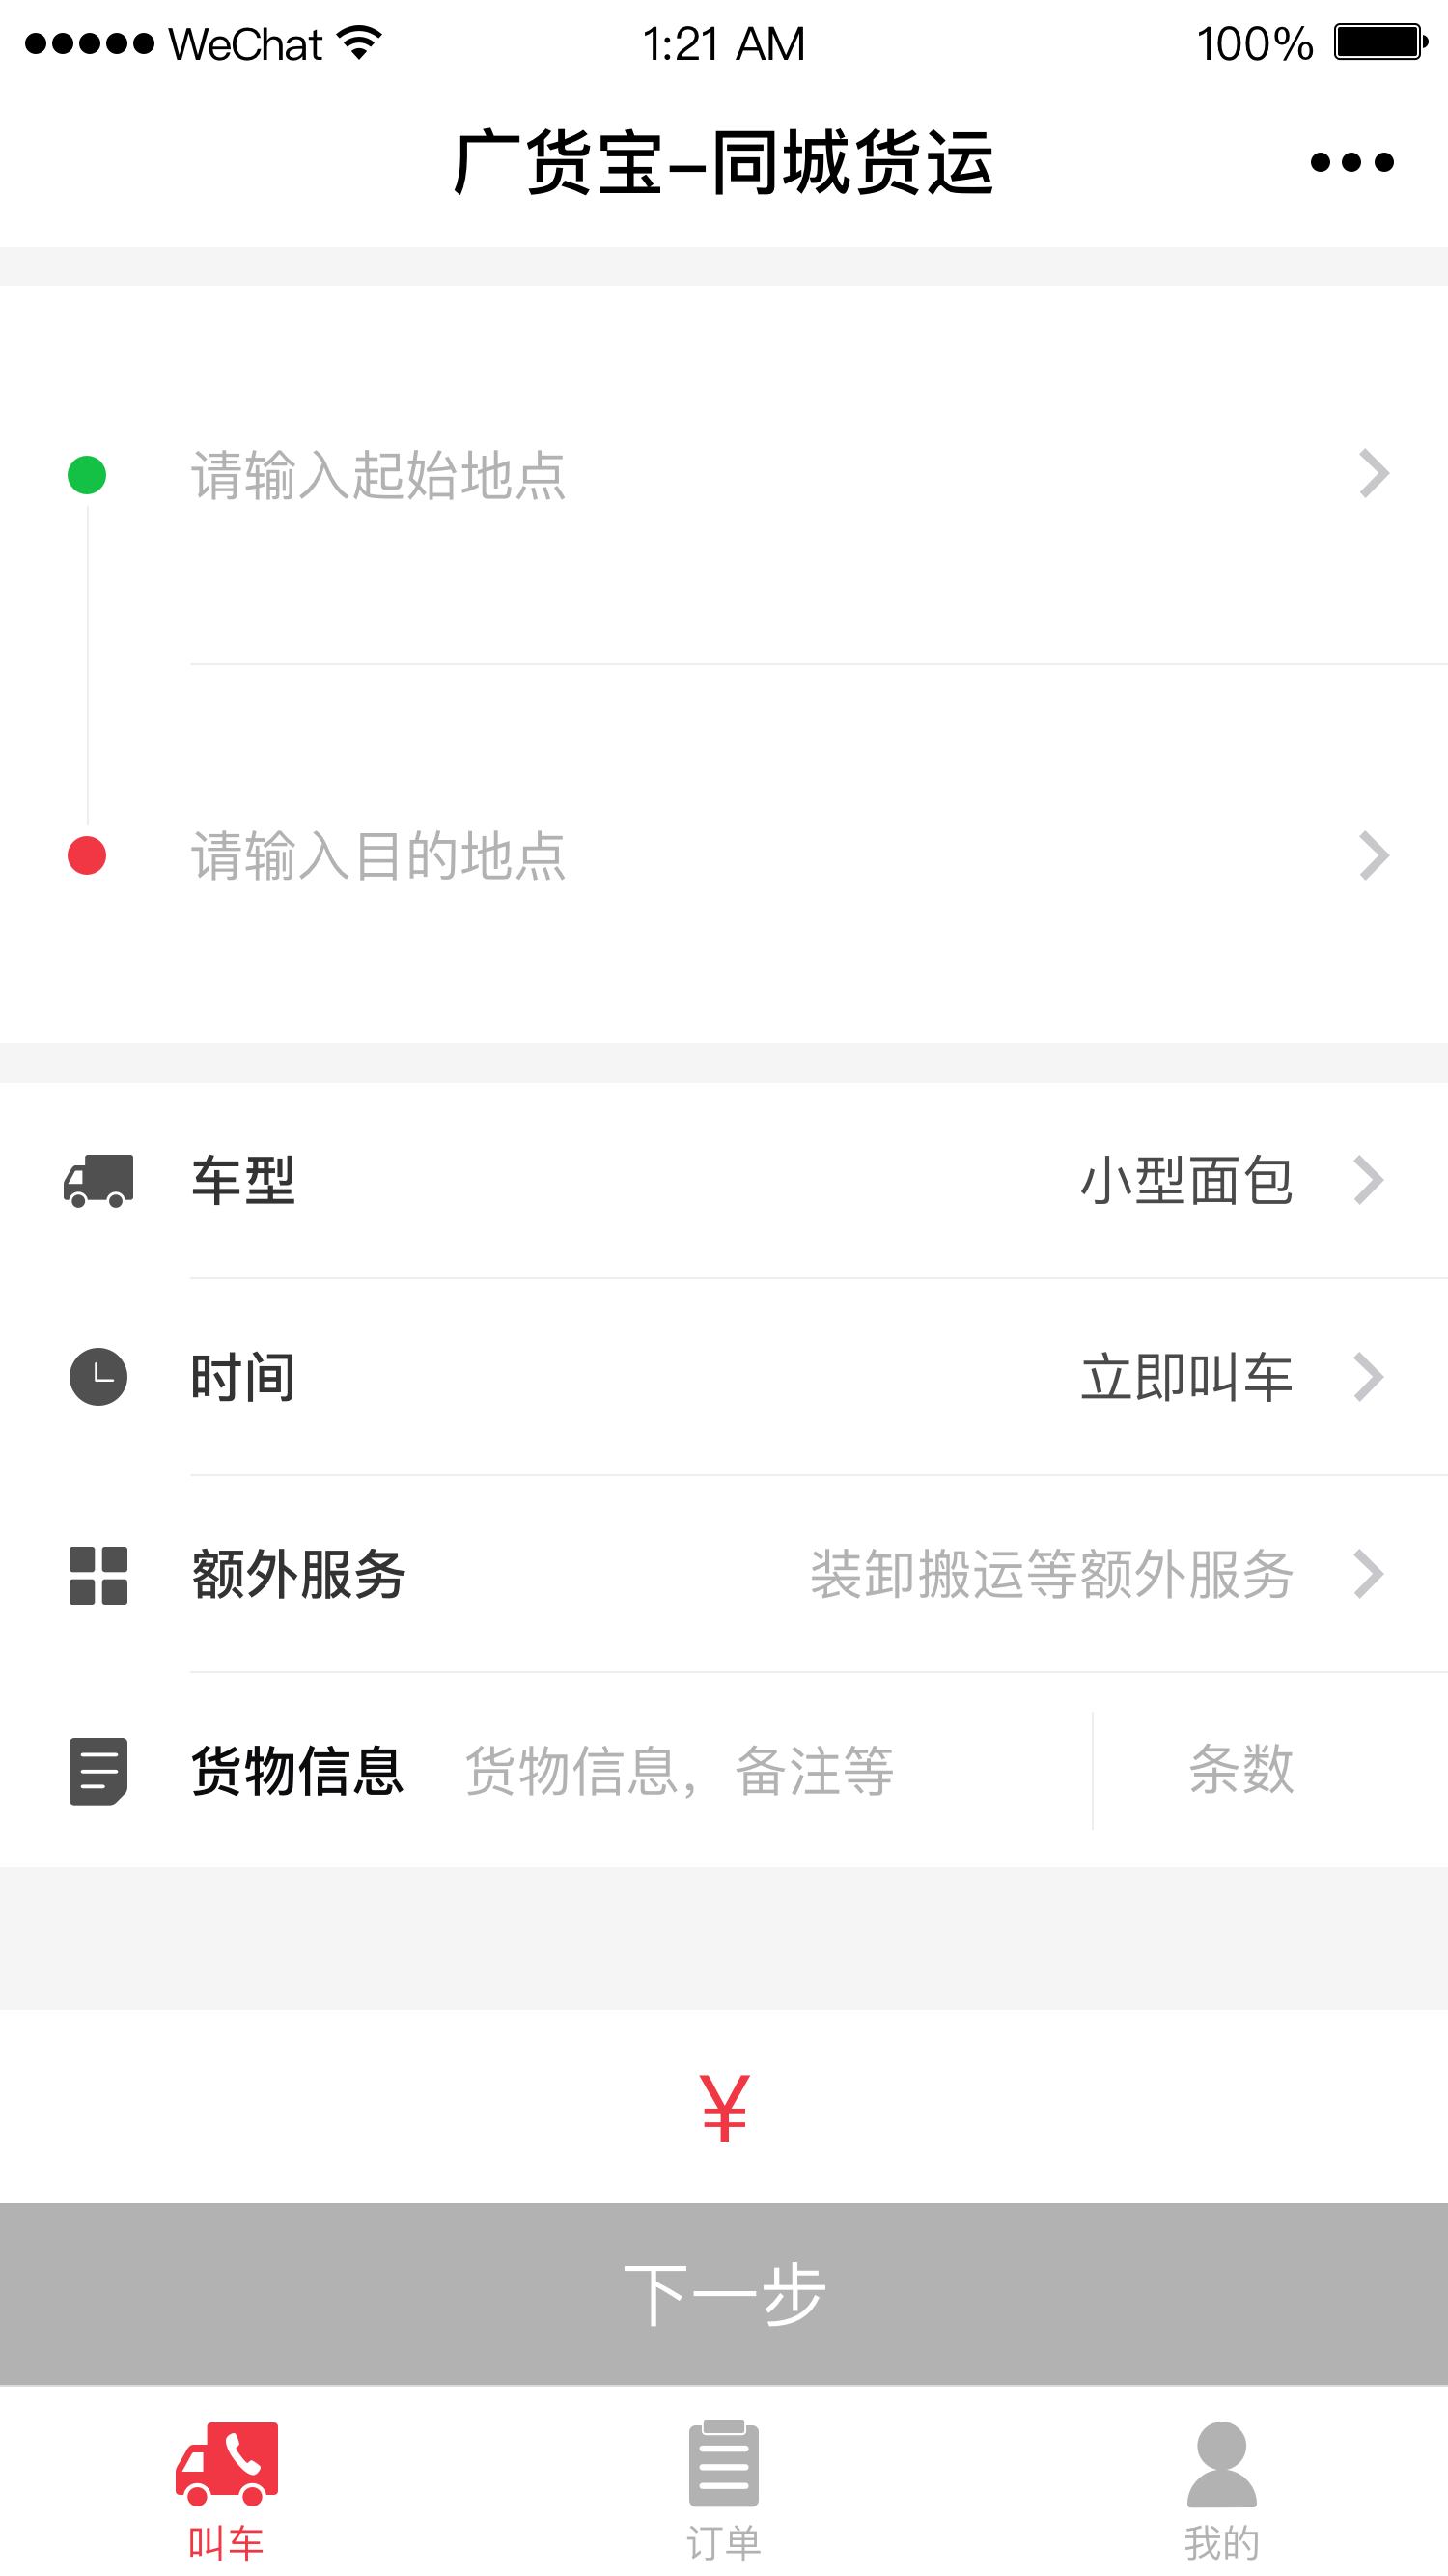 WeChat 1:21 AM 100%
广货宝-同城货运
请输入起始地点
请输入目的地点
车型 小型面包
时间 立即叫车
额外服务 装卸搬运等额外服务
货物信息 货物信息，备注等 条数
¥
下一步
叫车 订单 我的